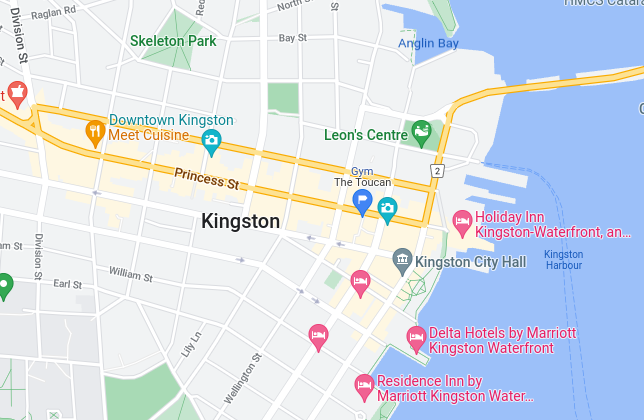 HMCS Catara
Raglan Rd
North S
Division St
Skeleton Park
Bay St
Anglin Bay
Downtown Kingston
Meet Cuisine
Leon's Centre
2
Princess St
Gym
The Toucan
Kingston
Holiday Inn
Kingston-Waterfront, an...
Kingston City Hall
Kingston
Harbour
am St
Division St
William St
Earl St
Lily Ln
Wellington St
Delta Hotels by Marriott
Kingston Waterfront
Residence Inn by
Marriott Kingston Water...